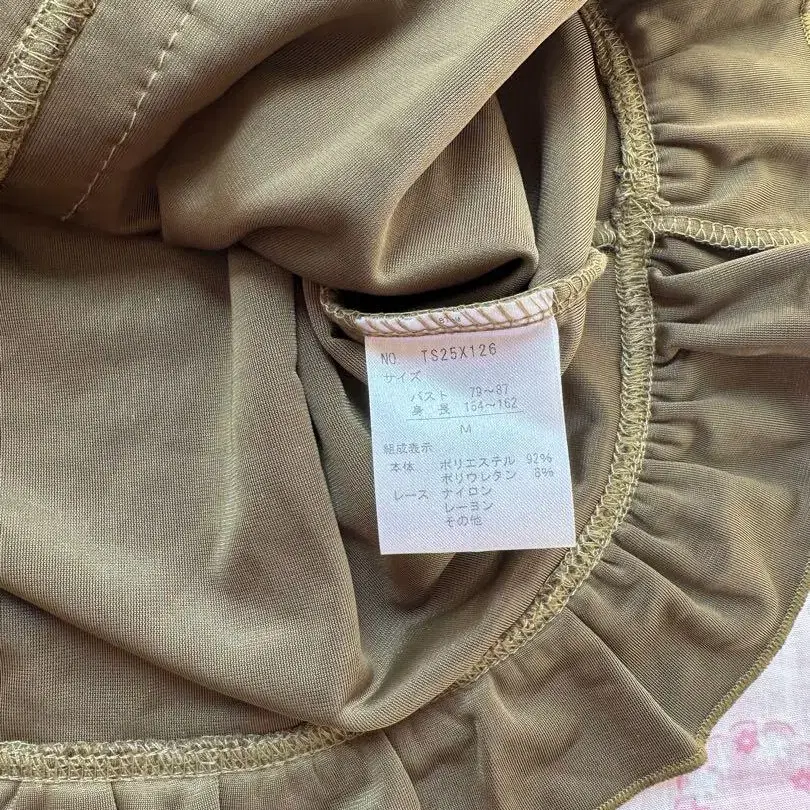 NO. TS25X126
サイズ
バスト 79～87
身長 154～162
M
組成表示
本体 ポリエステル 92%
ポリウレタン 8%
レース ナイロン
レーヨン
その他